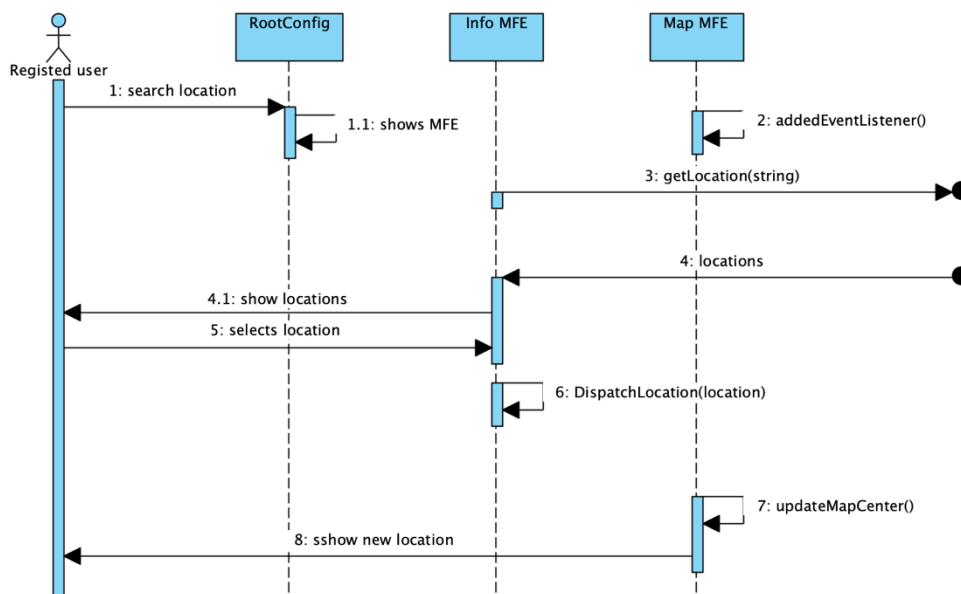 RootConfig
Info MFE
Map MFE
Registed user
1: search location
1.1: shows MFE
2: addedEventListener()
3: getLocation(string)
4: locations
4.1: show locations
5: selects location
6: DispatchLocation(location)
7: updateMapCenter()
8: sshow new location